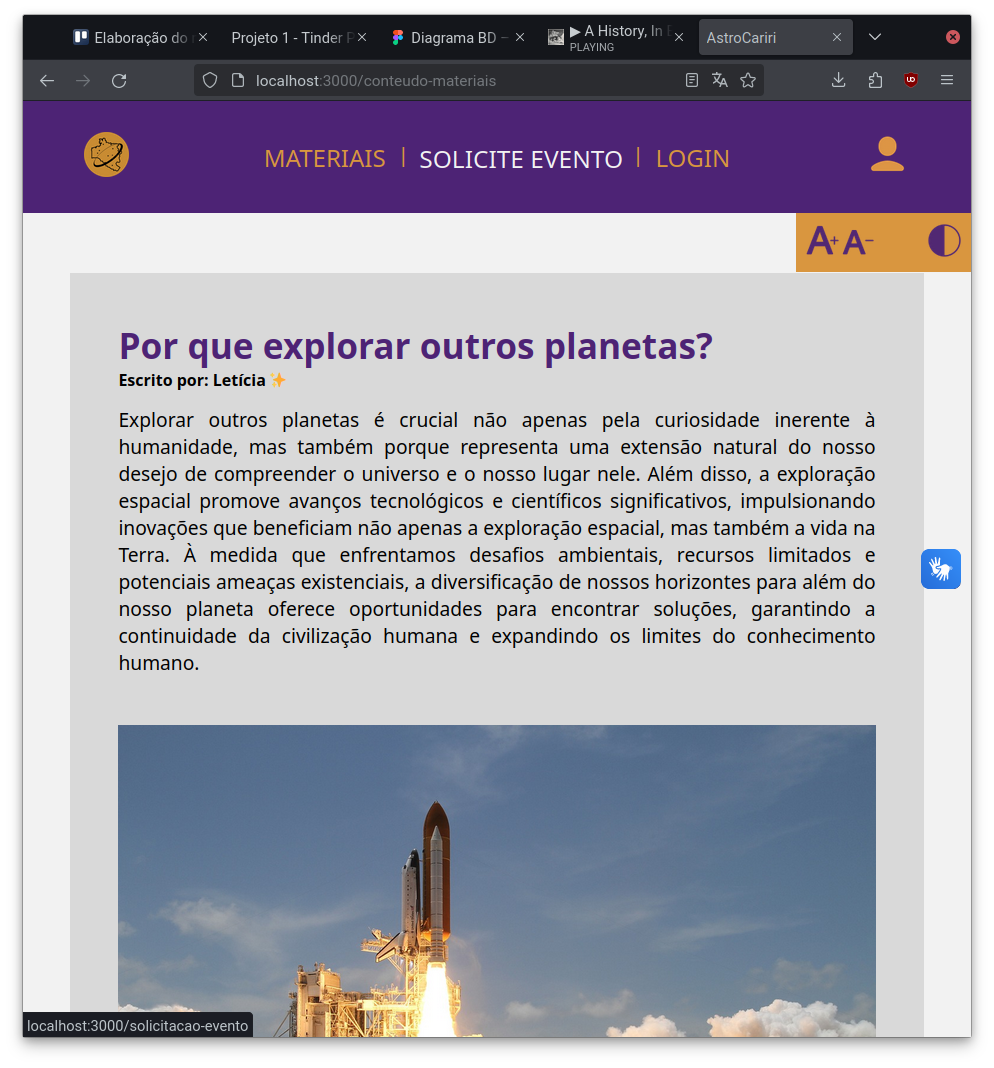 Elaboração do
Projeto 1 - Tinder
Diagrama BD –
▶ A History, In
PLAYING
AstroCariri
localhost:3000/conteudo-materiais
MATERIAIS | SOLICITE EVENTO | LOGIN
A+ A−
Por que explorar outros planetas?
Escrito por: Letícia ✨
Explorar outros planetas é crucial não apenas pela curiosidade inerente à
humanidade, mas também porque representa uma extensão natural do nosso
desejo de compreender o universo e o nosso lugar nele. Além disso, a exploração
espacial promove avanços tecnológicos e científicos significativos, impulsionando
inovações que beneficiam não apenas a exploração espacial, mas também a vida na
Terra. À medida que enfrentamos desafios ambientais, recursos limitados e
potenciais ameaças existenciais, a diversificação de nossos horizontes para além do
nosso planeta oferece oportunidades para encontrar soluções, garantindo a
continuidade da civilização humana e expandindo os limites do conhecimento
humano.
localhost:3000/solicitacao-evento